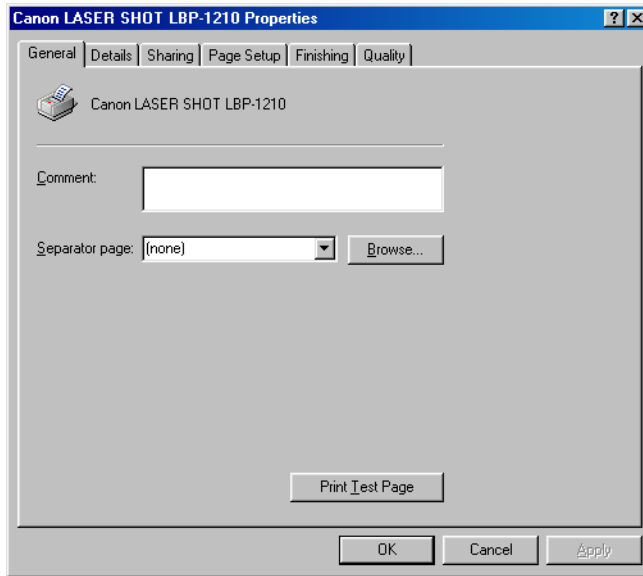 Canon LASER SHOT LBP-1210 Properties
General Details Sharing Page Setup Finishing Quality
Canon LASER SHOT LBP-1210
Comment:
Separator page: (none) Browse...
Print Test Page
OK Cancel Apply